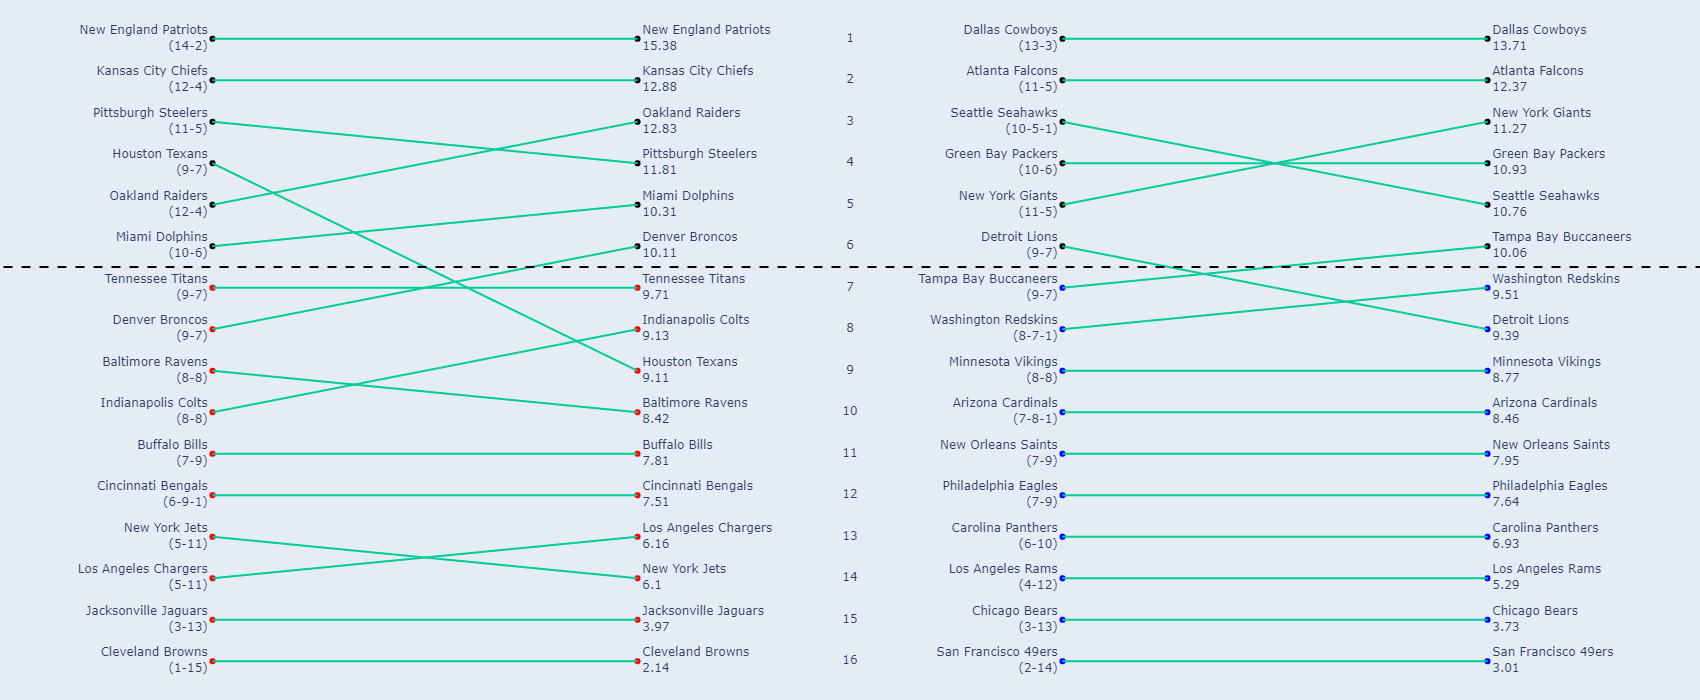 New England Patriots
(14-2)
Kansas City Chiefs
(12-4)
Pittsburgh Steelers
(11-5)
Houston Texans
(9-7)
Oakland Raiders
(12-4)
Miami Dolphins
(10-6)
Tennessee Titans
(9-7)
Denver Broncos
(9-7)
Baltimore Ravens
(8-8)
Indianapolis Colts
(8-8)
Buffalo Bills
(7-9)
Cincinnati Bengals
(6-9-1)
New York Jets
(5-11)
Los Angeles Chargers
(5-11)
Jacksonville Jaguars
(3-13)
Cleveland Browns
(1-15)
New England Patriots
15.38
Kansas City Chiefs
12.88
Oakland Raiders
12.83
Pittsburgh Steelers
11.81
Miami Dolphins
10.31
Denver Broncos
10.11
Tennessee Titans
9.71
Indianapolis Colts
9.13
Houston Texans
9.11
Baltimore Ravens
8.42
Buffalo Bills
7.81
Cincinnati Bengals
7.51
Los Angeles Chargers
6.16
New York Jets
6.1
Jacksonville Jaguars
3.97
Cleveland Browns
2.14
1
2
3
4
5
6
7
8
9
10
11
12
13
14
15
16
Dallas Cowboys
(13-3)
Atlanta Falcons
(11-5)
Seattle Seahawks
(10-5-1)
Green Bay Packers
(10-6)
New York Giants
(11-5)
Detroit Lions
(9-7)
Tampa Bay Buccaneers
(9-7)
Washington Redskins
(8-7-1)
Minnesota Vikings
(8-8)
Arizona Cardinals
(7-8-1)
New Orleans Saints
(7-9)
Philadelphia Eagles
(7-9)
Carolina Panthers
(6-10)
Los Angeles Rams
(4-12)
Chicago Bears
(3-13)
San Francisco 49ers
(2-14)
Dallas Cowboys
13.71
Atlanta Falcons
12.37
New York Giants
11.27
Green Bay Packers
10.93
Seattle Seahawks
10.76
Tampa Bay Buccaneers
10.06
Washington Redskins
9.51
Detroit Lions
9.39
Minnesota Vikings
8.77
Arizona Cardinals
8.46
New Orleans Saints
7.95
Philadelphia Eagles
7.64
Carolina Panthers
6.93
Los Angeles Rams
5.29
Chicago Bears
3.73
San Francisco 49ers
3.01